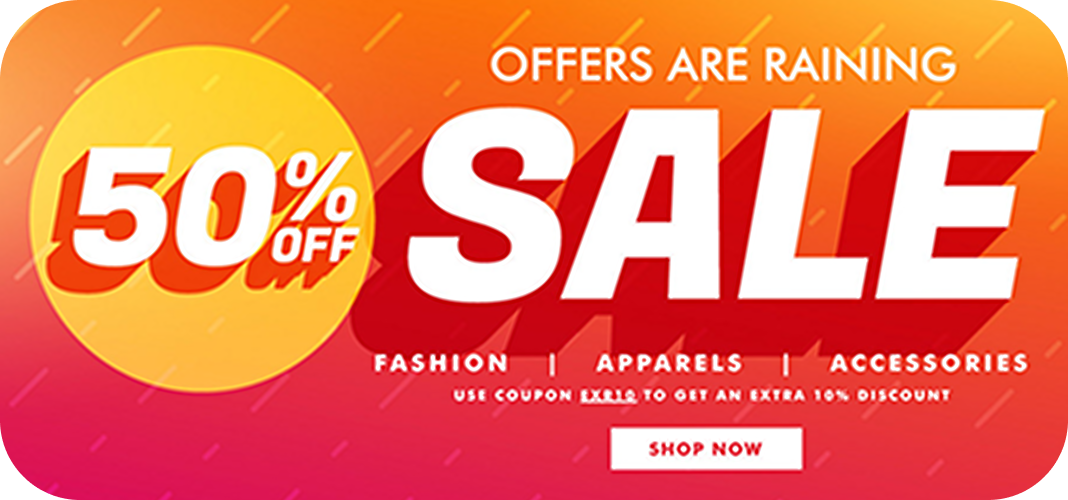 OFFERS ARE RAINING
50% OFF
SALE
FASHION | APPARELS | ACCESSORIES
USE COUPON EXR10 TO GET AN EXTRA 10% DISCOUNT
SHOP NOW